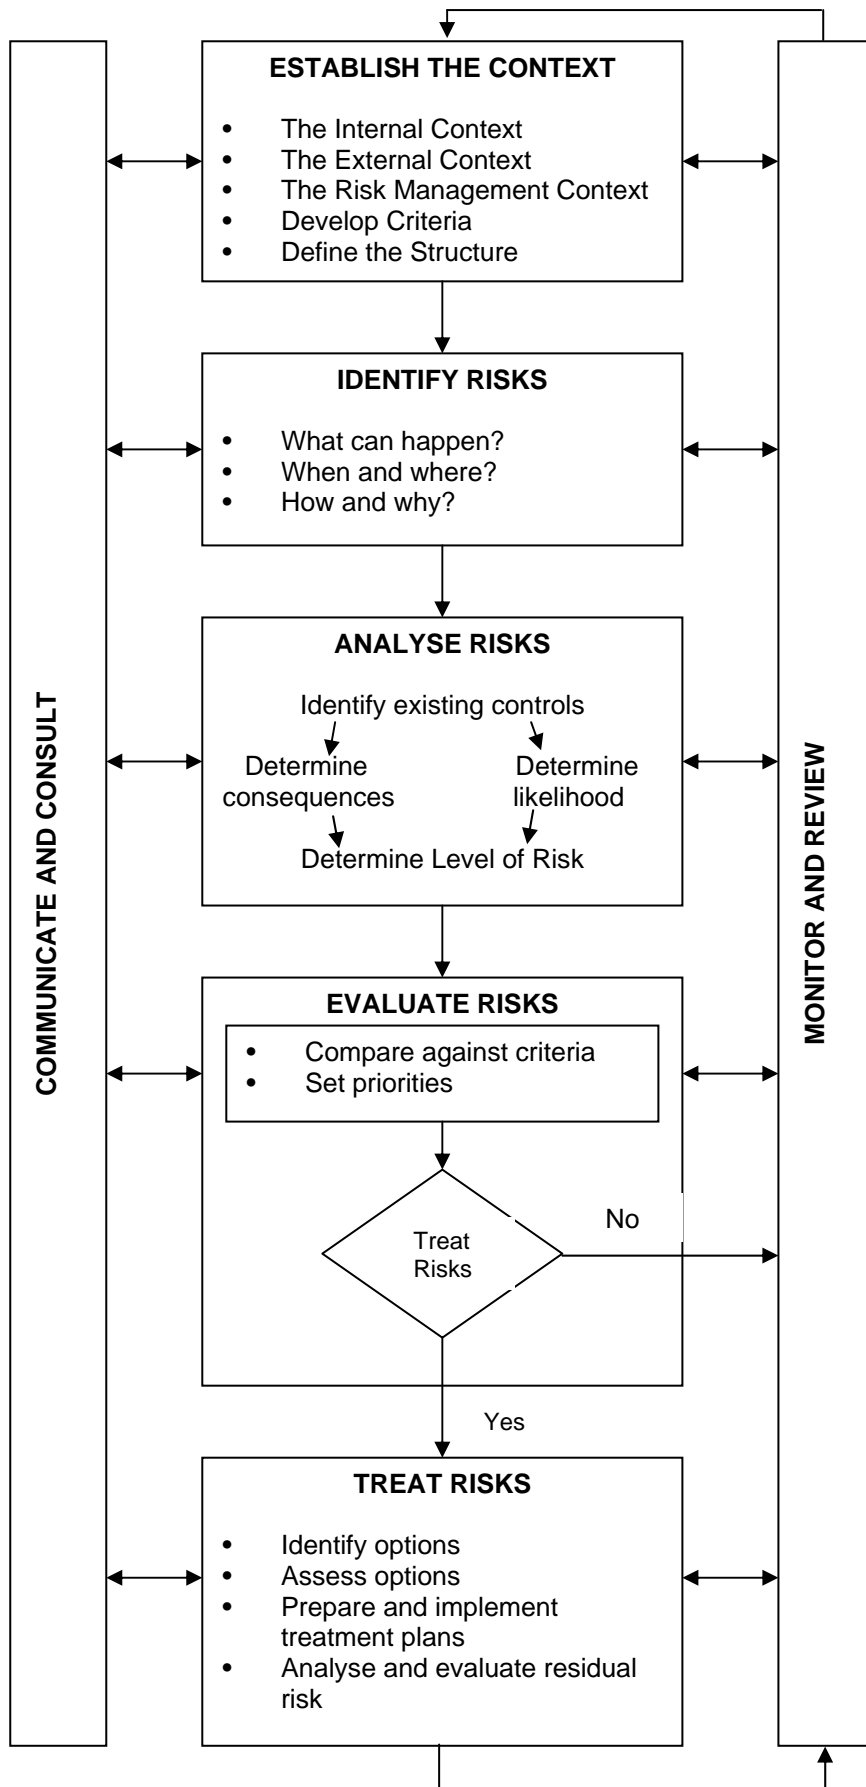 ESTABLISH THE CONTEXT
• The Internal Context
• The External Context
• The Risk Management Context
• Develop Criteria
• Define the Structure
IDENTIFY RISKS
• What can happen?
• When and where?
• How and why?
ANALYSE RISKS
Identify existing controls
Determine
consequences
Determine
likelihood
Determine Level of Risk
EVALUATE RISKS
• Compare against criteria
• Set priorities
Treat
Risks
No
Yes
TREAT RISKS
• Identify options
• Assess options
• Prepare and implement
treatment plans
• Analyse and evaluate residual
risk
COMMUNICATE AND CONSULT
MONITOR AND REVIEW